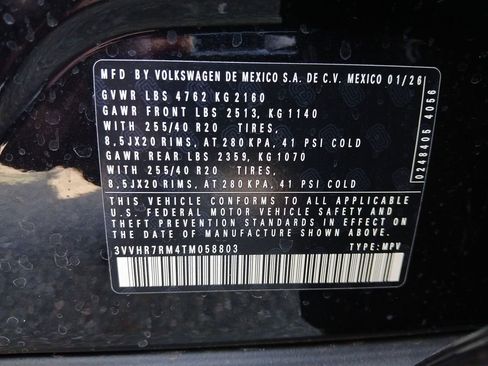 MFD BY VOLKSWAGEN DE MEXICO S.A. DE C.V. MEXICO 01/26
GVWR LBS 4762 KG 2160
GAWR FRONT LBS 2513, KG 1140
WITH 255/40 R20 TIRES,
8,5JX20 RIMS, AT 280 KPA, 41 PSI COLD
GAWR REAR LBS 2359, KG 1070
WITH 255/40 R20 TIRES,
8,5JX20 RIMS, AT 280 KPA, 41 PSI COLD
THIS VEHICLE CONFORMS TO ALL APPLICABLE
U.S. FEDERAL MOTOR VEHICLE SAFETY AND
THEFT PREVENTION STANDARDS IN EFFECT ON
THE DATE OF MANUFACTURE SHOWN ABOVE.
3VVHR7RM4TM058803 TYPE: MPV
0248405 4056